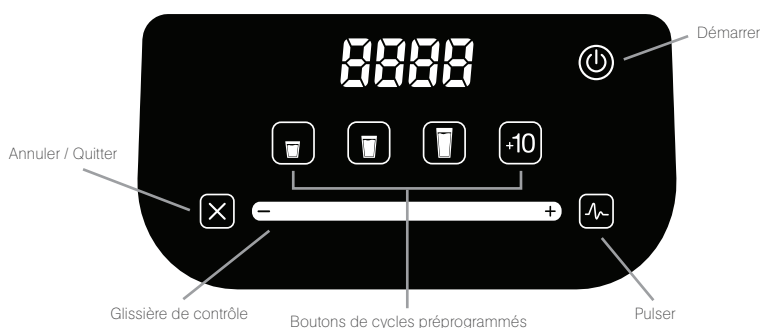 Démarrer
8888
+10
Annuler / Quitter
− +
Glissière de contrôle
Boutons de cycles préprogrammés
Pulser